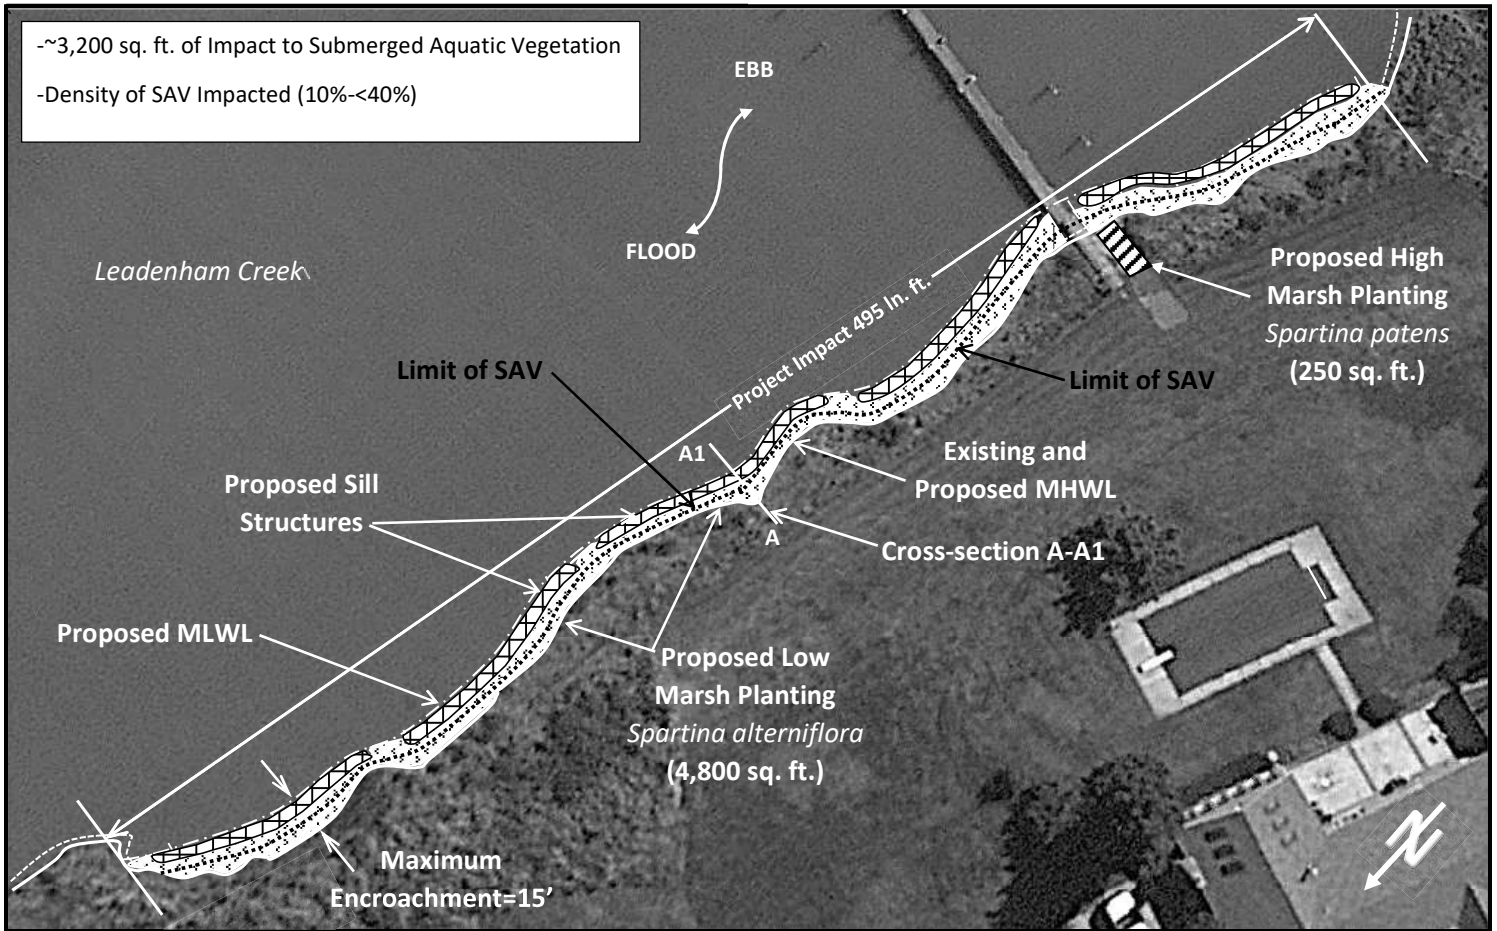 -~3,200 sq. ft. of Impact to Submerged Aquatic Vegetation
-Density of SAV Impacted (10%-<40%)
EBB
FLOOD
Leadenham Creek
Proposed High
Marsh Planting
Spartina patens
(250 sq. ft.)
Project Impact 495 ln. ft.
Limit of SAV
Limit of SAV
A1
Existing and
Proposed MHWL
Proposed Sill
Structures
A
Cross-section A-A1
Proposed MLWL
Proposed Low
Marsh Planting
Spartina alterniflora
(4,800 sq. ft.)
Maximum
Encroachment=15’
N